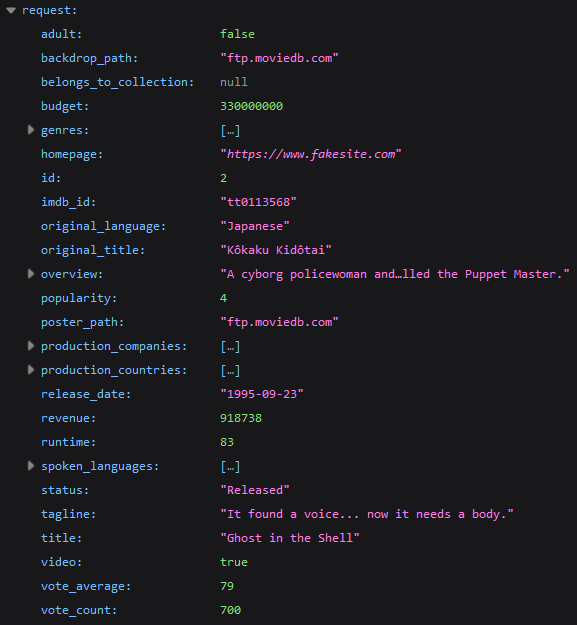 request:
adult: false
backdrop_path: "ftp.moviedb.com"
belongs_to_collection: null
budget: 330000000
genres: […]
homepage: "https://www.fakesite.com"
id: 2
imdb_id: "tt0113568"
original_language: "Japanese"
original_title: "Kôkaku Kidôtai"
overview: "A cyborg policewoman and…lled the Puppet Master."
popularity: 4
poster_path: "ftp.moviedb.com"
production_companies: […]
production_countries: […]
release_date: "1995-09-23"
revenue: 918738
runtime: 83
spoken_languages: […]
status: "Released"
tagline: "It found a voice... now it needs a body."
title: "Ghost in the Shell"
video: true
vote_average: 79
vote_count: 700